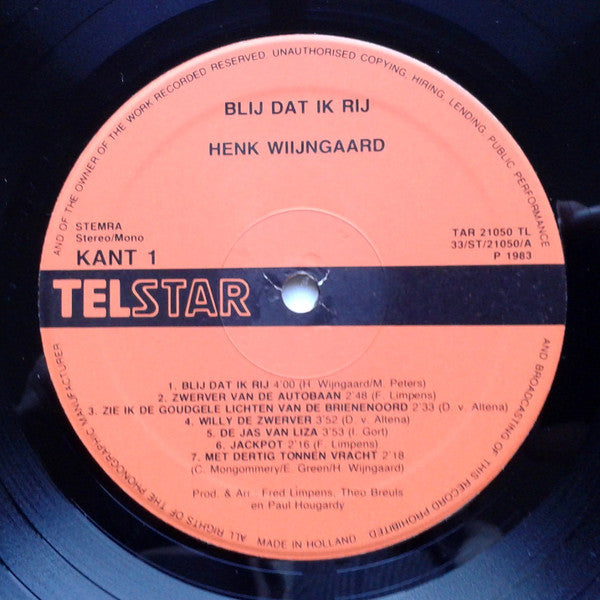 AND OF THE OWNER OF THE WORK RECORDED RESERVED UNAUTHORISED COPYING, HIRING, LENDING, PUBLIC PERFORMANCE
BLIJ DAT IK RIJ
HENK WIIJNGAARD
STEMRA
Stereo/Mono
KANT 1
TAR 21050 TL
33/ST/21050/A
P 1983
TELSTAR
1. BLIJ DAT IK RIJ 4'00 (H. Wijngaard/M. Peters)
2. ZWERVER VAN DE AUTOBAAN 2'48 (F. Limpens)
3. ZIE IK DE GOUDGELE LICHTEN VAN DE BRIENENOORD 2'33 (D. v. Altena)
4. WILLY DE ZWERVER 3'52 (D. v. Altena)
5. DE JAS VAN LIZA 3'53 (I. Gort)
6. JACKPOT 2'16 (F. Limpens)
7. MET DERTIG TONNEN VRACHT 2'18
(C. Mongommery/E. Green/H. Wijngaard)
Prod. & Arr.: Fred Limpens, Theo Breuls
en Paul Hougardy
ALL RIGHTS OF THE PHONOGRAPHIC MANUFACTURER
MADE IN HOLLAND
AND BROADCASTING OF THIS RECORD PROHIBITED